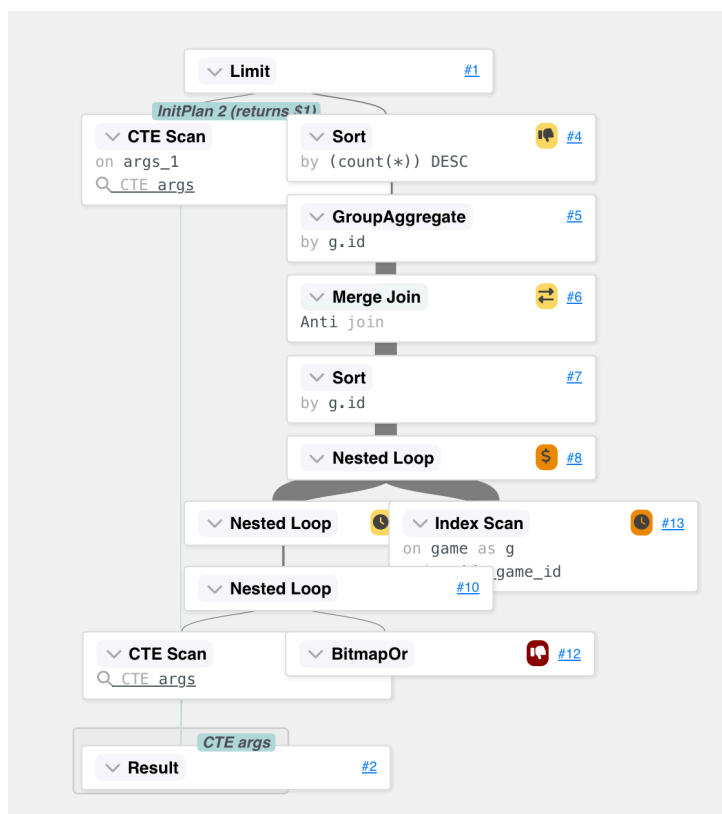 Limit #1
InitPlan 2 (returns $1)
CTE Scan
on args_1
CTE args
Sort #4
by (count(*)) DESC
GroupAggregate #5
by g.id
Merge Join #6
Anti join
Sort #7
by g.id
Nested Loop $ #8
Nested Loop
Index Scan #13
on game as g
_game_id
Nested Loop #10
CTE Scan
CTE args
BitmapOr #12
CTE args
Result #2